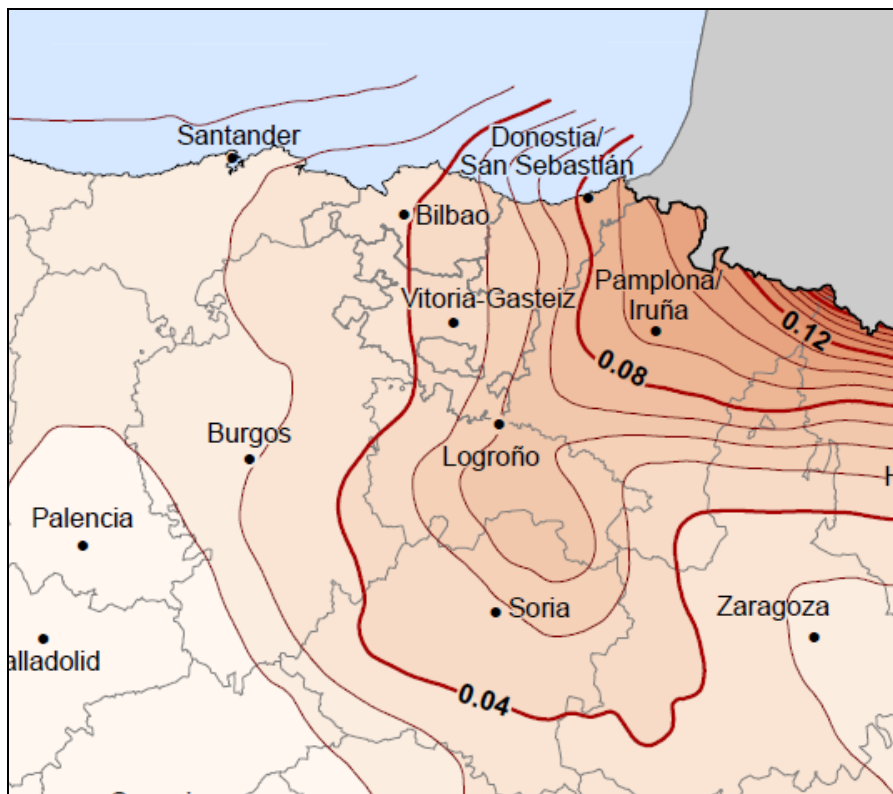 Santander
Donostia/
San Sebastián
Bilbao
Vitoria-Gasteiz
Pamplona/
Iruña
0.12
0.08
Burgos
Logroño
H
Palencia
Soria
Zaragoza
alladolid
0.04